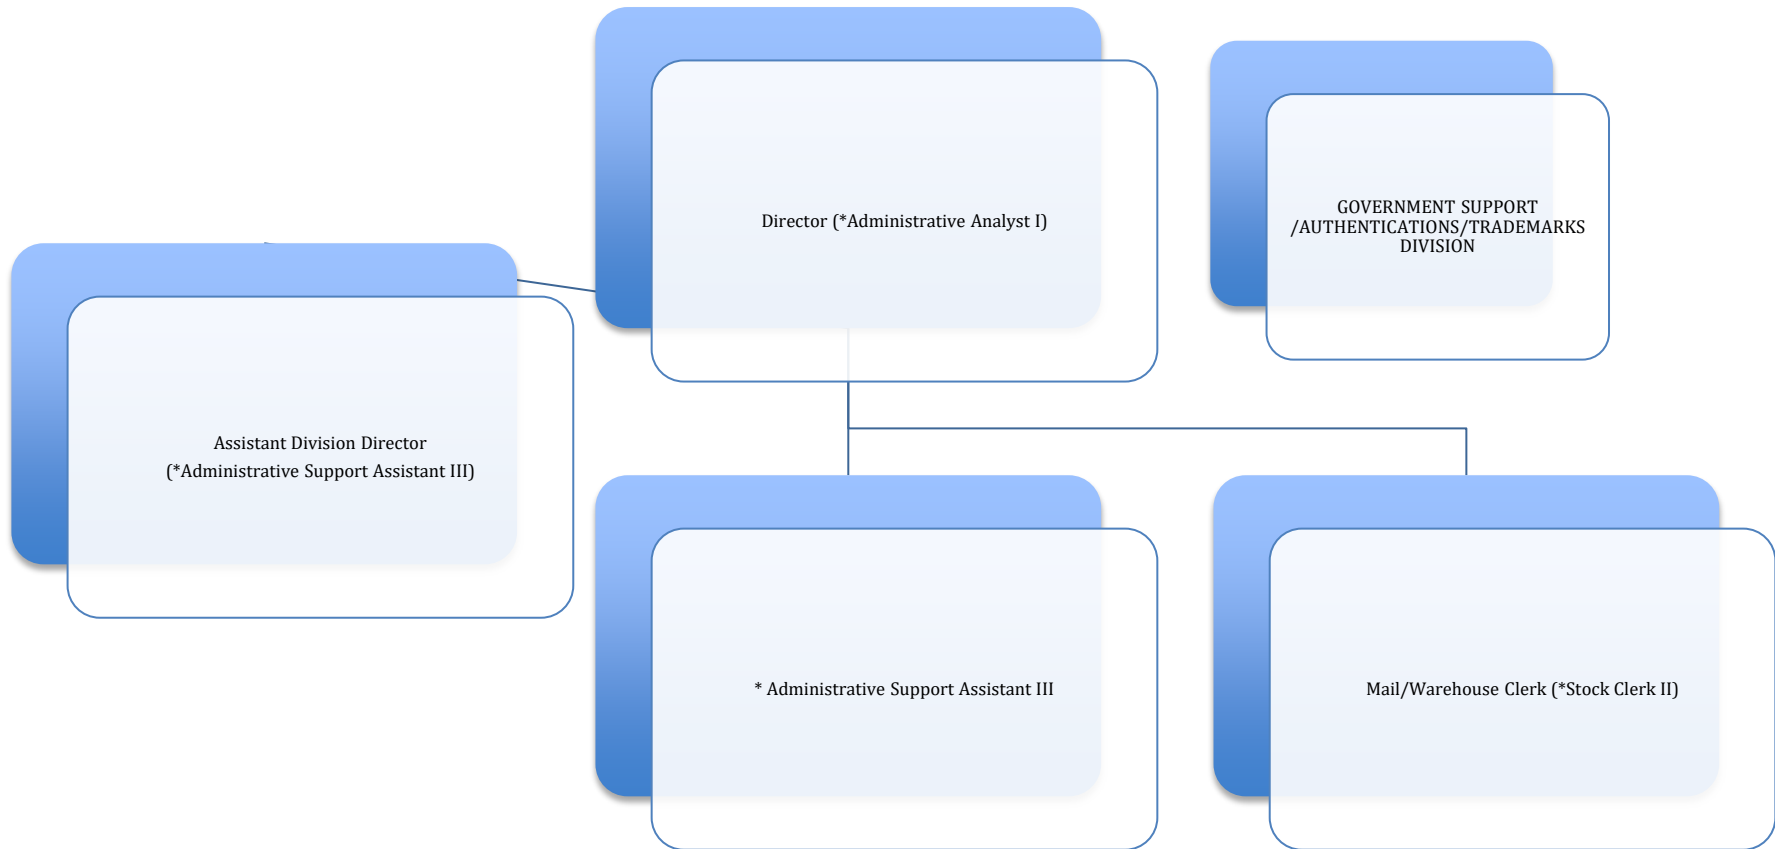 Director (*Administrative Analyst I)
GOVERNMENT SUPPORT
/AUTHENTICATIONS/TRADEMARKS
DIVISION
Assistant Division Director
(*Administrative Support Assistant III)
* Administrative Support Assistant III
Mail/Warehouse Clerk (*Stock Clerk II)